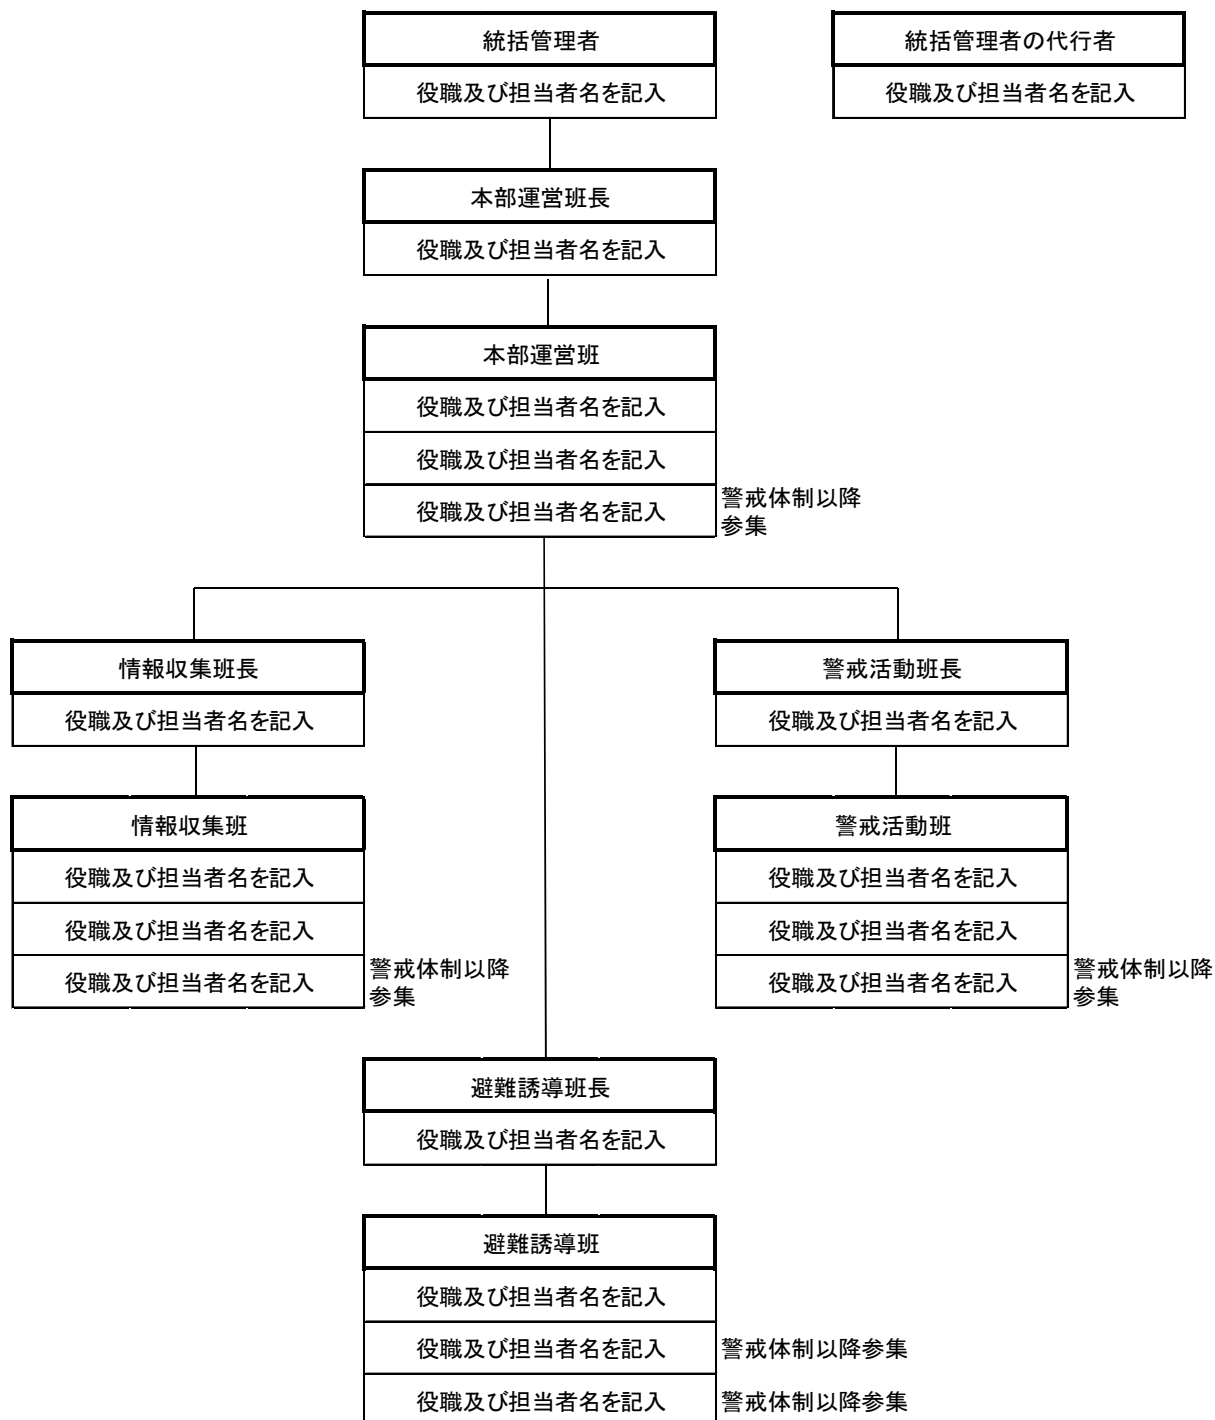 統括管理者
役職及び担当者名を記入
統括管理者の代行者
役職及び担当者名を記入
本部運営班長
役職及び担当者名を記入
本部運営班
役職及び担当者名を記入
役職及び担当者名を記入
役職及び担当者名を記入
警戒体制以降
参集
情報収集班長
役職及び担当者名を記入
情報収集班
役職及び担当者名を記入
役職及び担当者名を記入
役職及び担当者名を記入
警戒体制以降
参集
警戒活動班長
役職及び担当者名を記入
警戒活動班
役職及び担当者名を記入
役職及び担当者名を記入
役職及び担当者名を記入
警戒体制以降
参集
避難誘導班長
役職及び担当者名を記入
避難誘導班
役職及び担当者名を記入
役職及び担当者名を記入
警戒体制以降参集
役職及び担当者名を記入
警戒体制以降参集